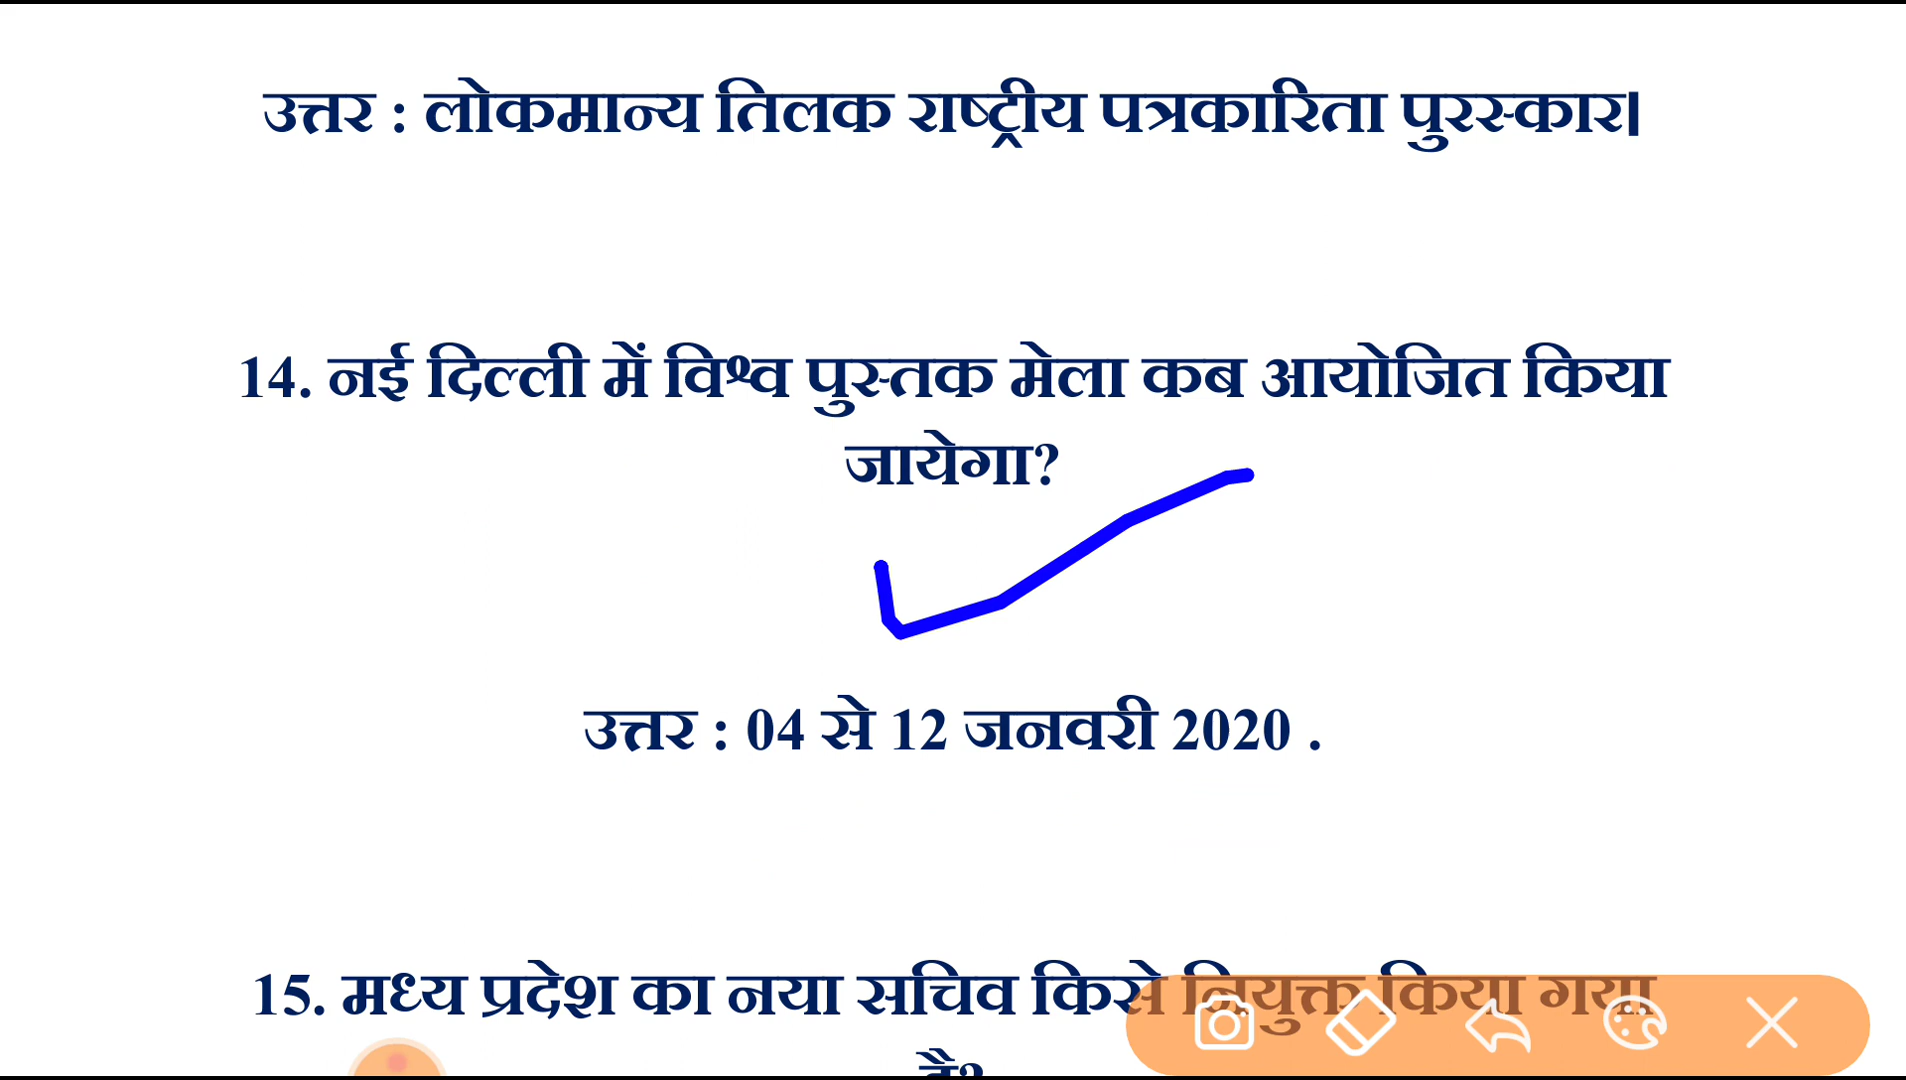 उत्तर : लोकमान्य तिलक राष्ट्रीय पत्रकारिता पुरस्कार।
14. नई दिल्ली में विश्व पुस्तक मेला कब आयोजित किया
जायेगा?
उत्तर : 04 से 12 जनवरी 2020 .
15. मध्य प्रदेश का नया सचिव किसे नियुक्त किया गया